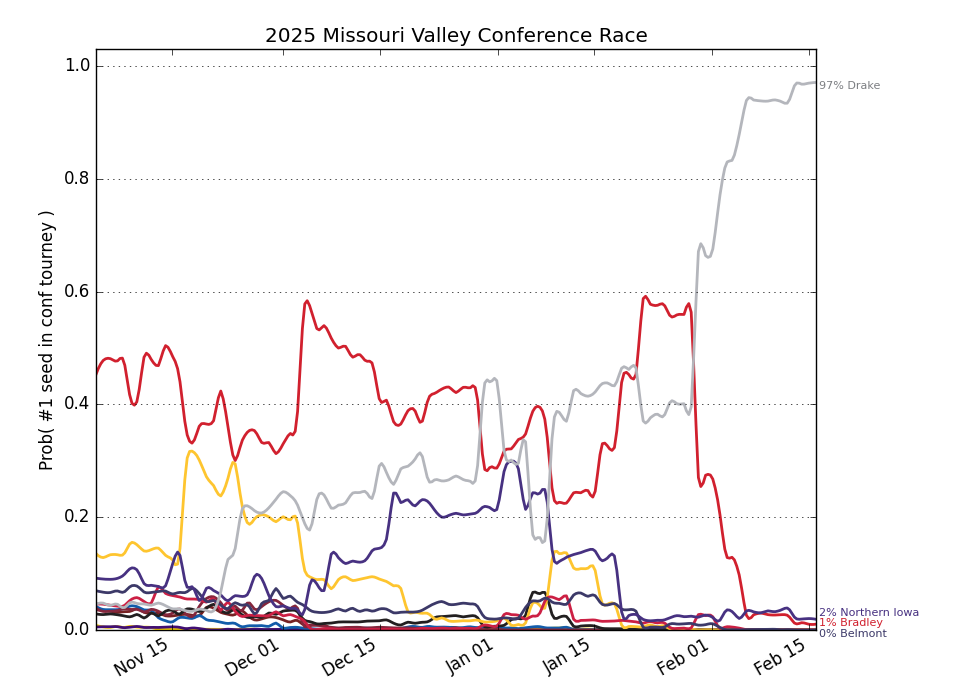 2025 Missouri Valley Conference Race
Prob( #1 seed in conf tourney )
1.0
0.8
0.6
0.4
0.2
0.0
97% Drake
2% Northern Iowa
1% Bradley
0% Belmont
Nov 15
Dec 01
Dec 15
Jan 01
Jan 15
Feb 01
Feb 15